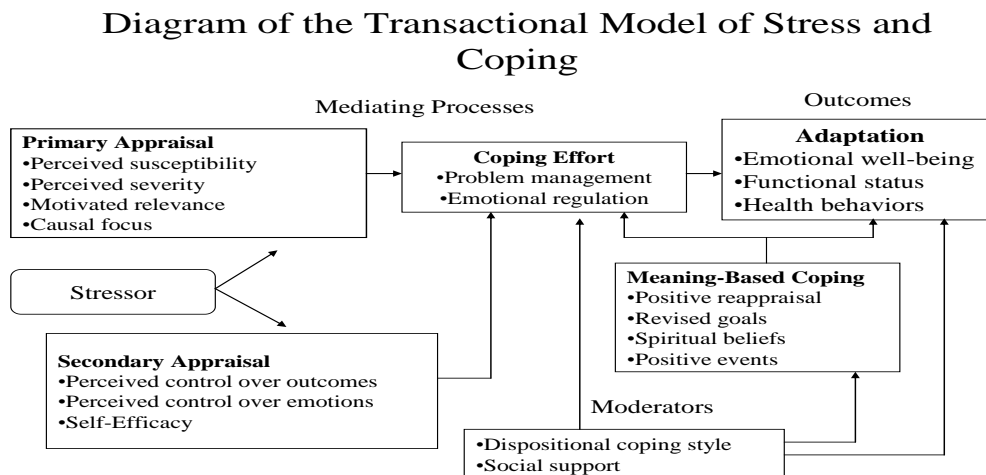 Diagram of the Transactional Model of Stress and
Coping
Mediating Processes
Outcomes
Primary Appraisal
•Perceived susceptibility
•Perceived severity
•Motivated relevance
•Causal focus
Coping Effort
•Problem management
•Emotional regulation
Adaptation
•Emotional well-being
•Functional status
•Health behaviors
Stressor
Meaning-Based Coping
•Positive reappraisal
•Revised goals
•Spiritual beliefs
•Positive events
Secondary Appraisal
•Perceived control over outcomes
•Perceived control over emotions
•Self-Efficacy
Moderators
•Dispositional coping style
•Social support